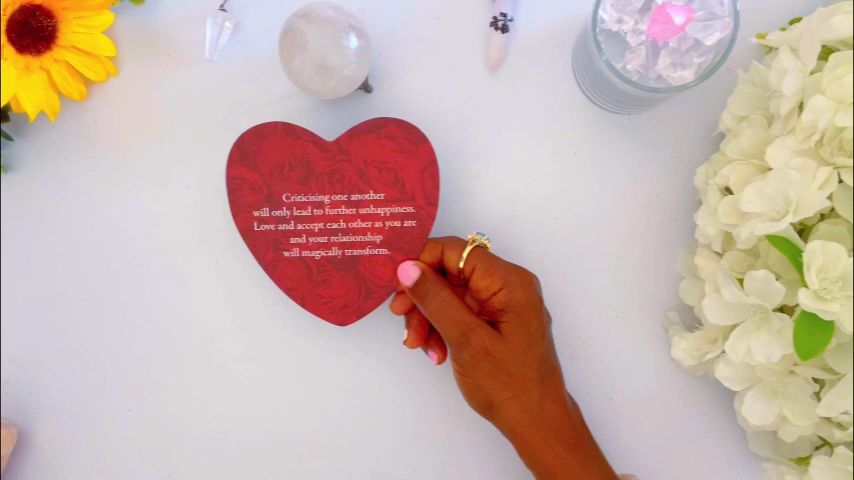 Criticising one another
will only lead to further unhappiness.
Love and accept each other as you are
and your relationship
will magically transform.